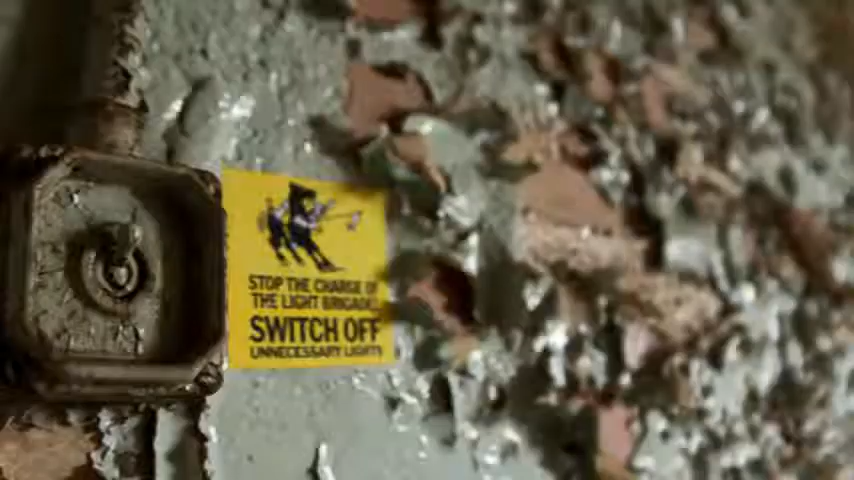 STOP THE CHARGE OF
THE LIGHT BRIGADE!
SWITCH OFF
UNNECESSARY LIGHTS